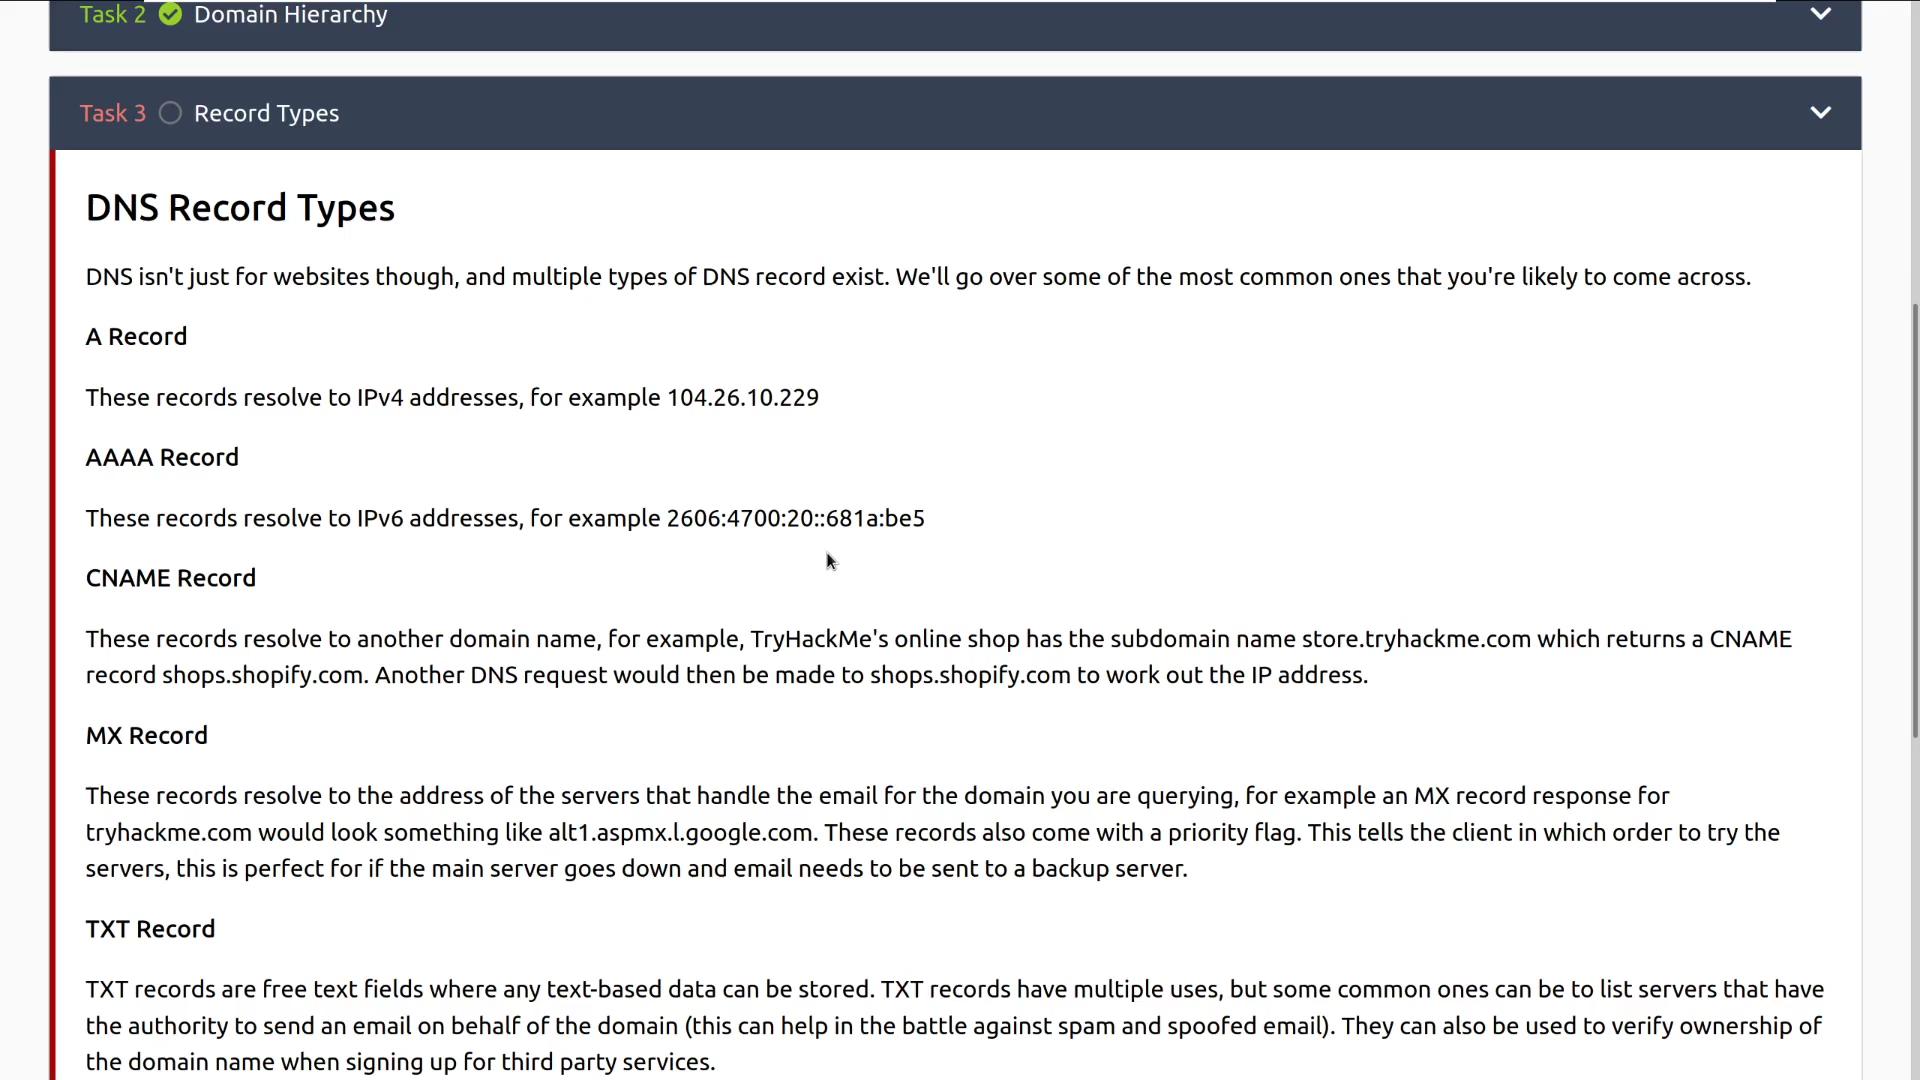 Task 2 Domain Hierarchy
Task 3 Record Types
DNS Record Types
DNS isn't just for websites though, and multiple types of DNS record exist. We'll go over some of the most common ones that you're likely to come across.
A Record
These records resolve to IPv4 addresses, for example 104.26.10.229
AAAA Record
These records resolve to IPv6 addresses, for example 2606:4700:20::681a:be5
CNAME Record
These records resolve to another domain name, for example, TryHackMe's online shop has the subdomain name store.tryhackme.com which returns a CNAME
record shops.shopify.com. Another DNS request would then be made to shops.shopify.com to work out the IP address.
MX Record
These records resolve to the address of the servers that handle the email for the domain you are querying, for example an MX record response for
tryhackme.com would look something like alt1.aspmx.l.google.com. These records also come with a priority flag. This tells the client in which order to try the
servers, this is perfect for if the main server goes down and email needs to be sent to a backup server.
TXT Record
TXT records are free text fields where any text-based data can be stored. TXT records have multiple uses, but some common ones can be to list servers that have
the authority to send an email on behalf of the domain (this can help in the battle against spam and spoofed email). They can also be used to verify ownership of
the domain name when signing up for third party services.